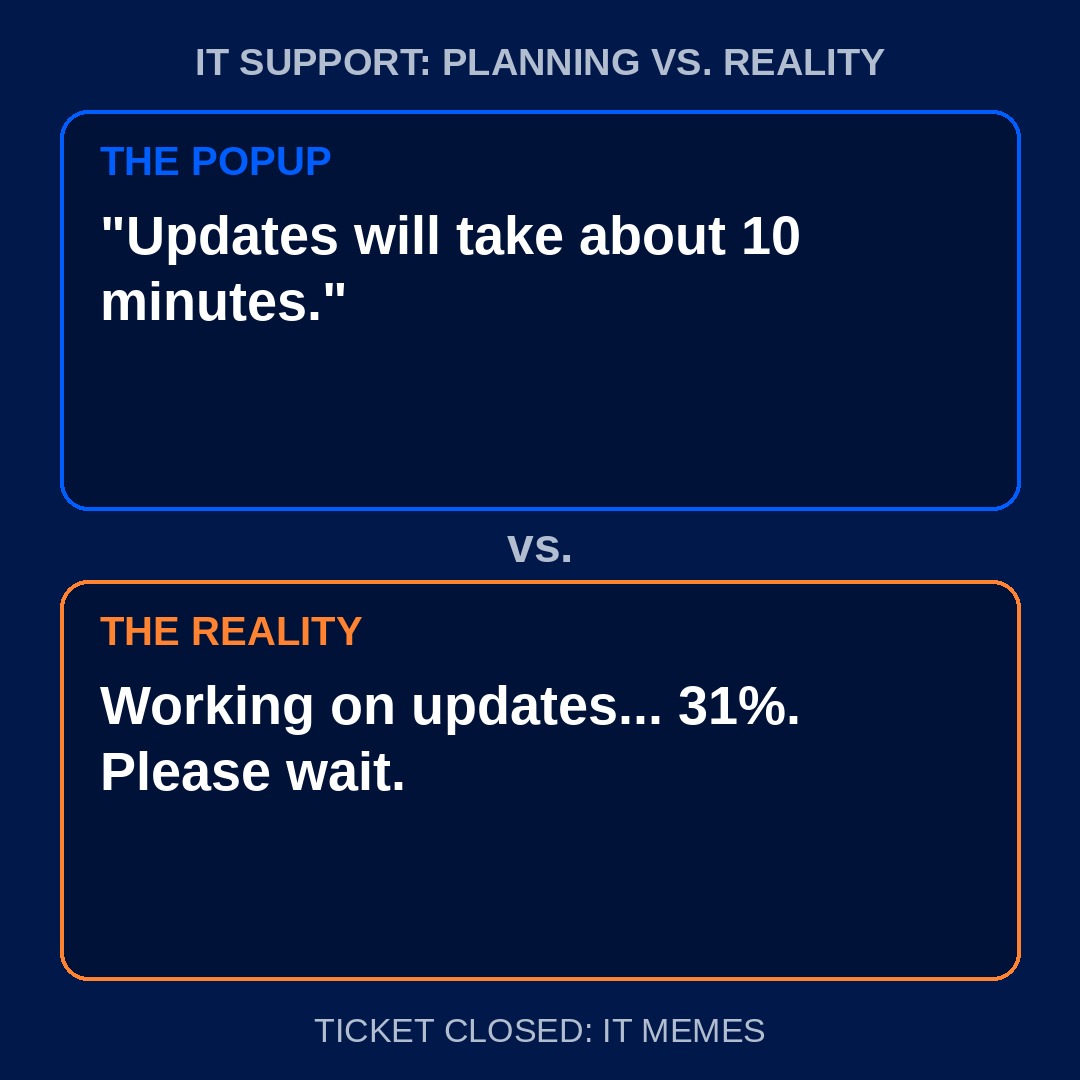 IT SUPPORT: PLANNING VS. REALITY
THE POPUP
"Updates will take about 10
minutes."
vs.
THE REALITY
Working on updates... 31%.
Please wait.
TICKET CLOSED: IT MEMES